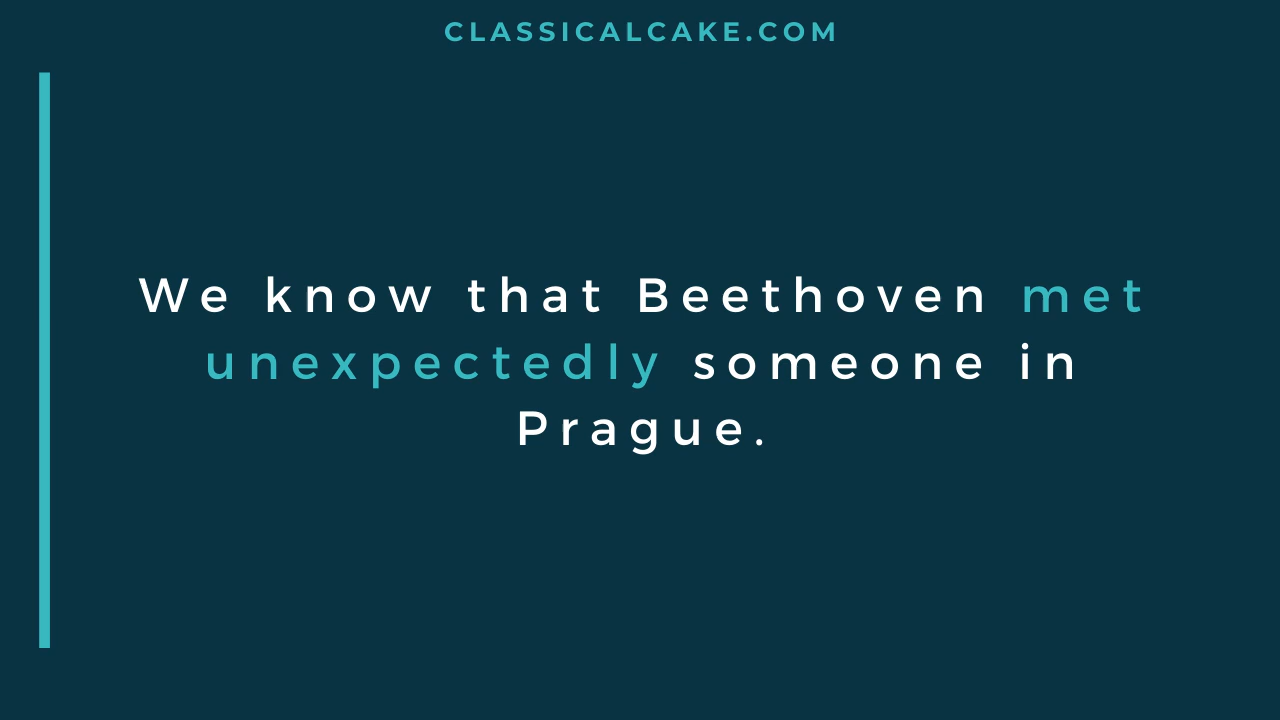 CLASSICALCAKE.COM
We know that Beethoven met
unexpectedly someone in
Prague.